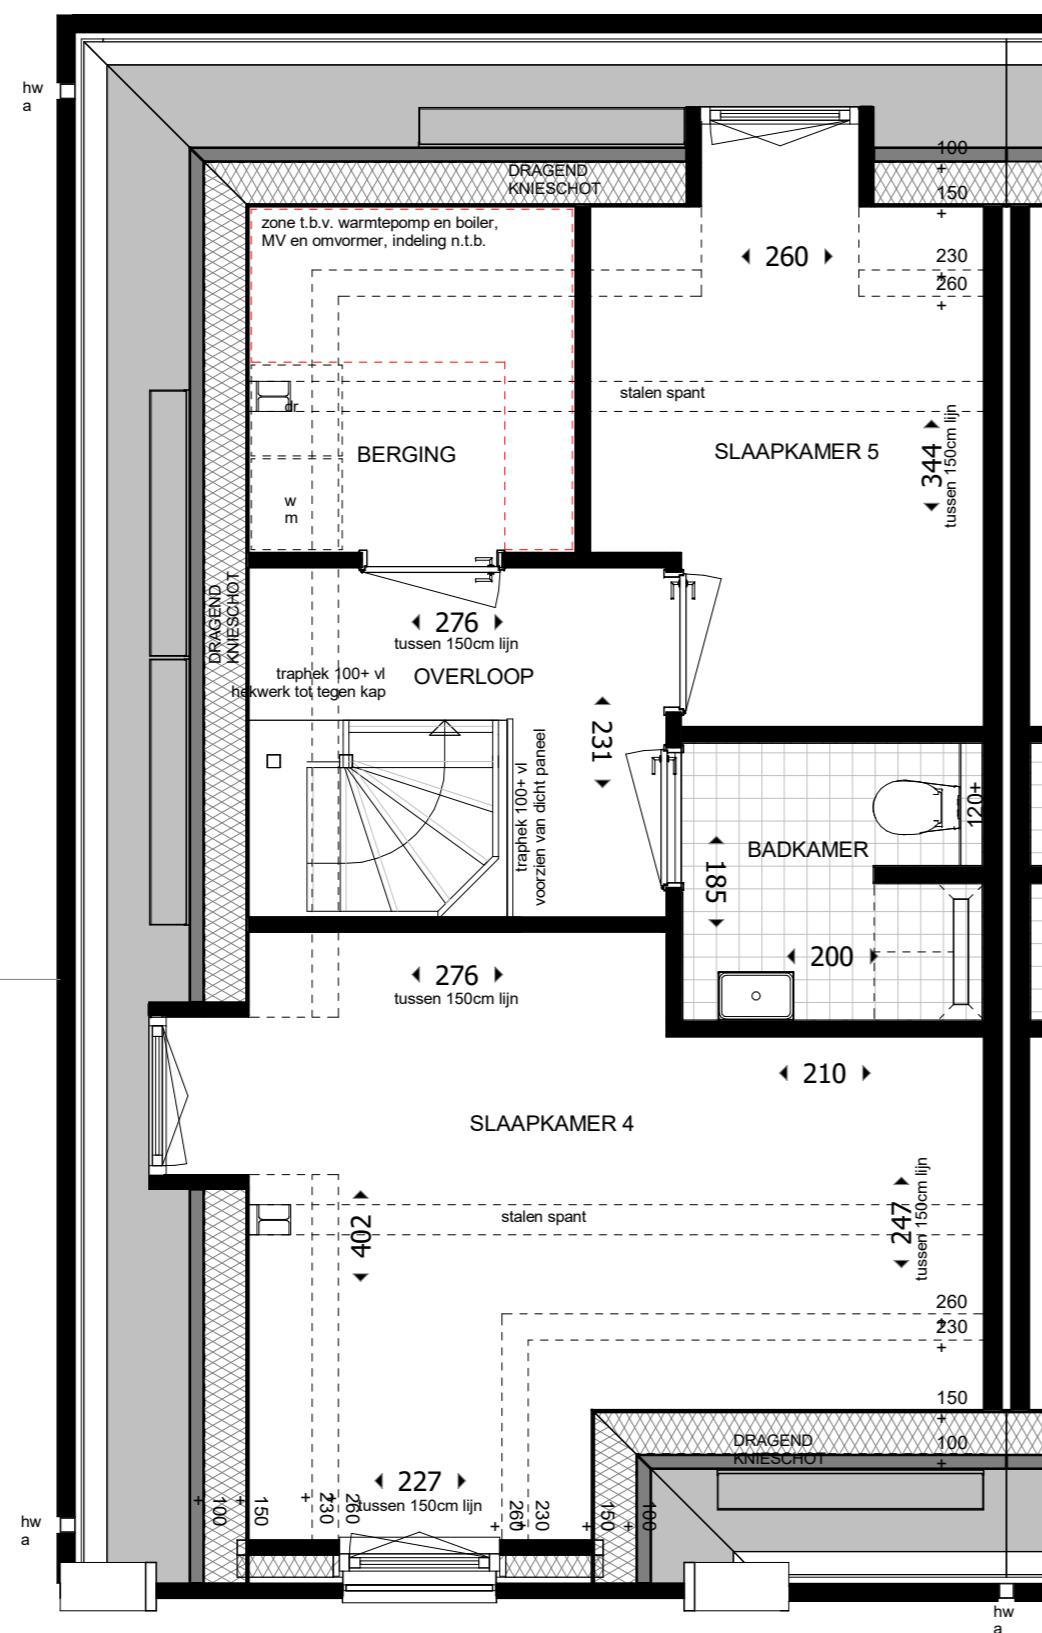 hw
a
DRAGEND
KNIESCHOT
100
+
150
+
zone t.b.v. warmtepomp en boiler,
MV en omvormer, indeling n.t.b.
260
230
+
260
+
stalen spant
dr
BERGING
SLAAPKAMER 5
344
tussen 150cm lijn
w
m
DRAGEND
KNIESCHOT
276
tussen 150cm lijn
traphek 100+ vl
hekwerk tot tegen kap
OVERLOOP
231
traphek 100+ vl
voorzien van dicht paneel
120+
BADKAMER
185
200
276
tussen 150cm lijn
210
SLAAPKAMER 4
402
stalen spant
247
tussen 150cm lijn
260
+
230
+
150
+
100
+
DRAGEND
KNIESCHOT
227
tussen 150cm lijn
+
100
+
150
+
230
+
260
+
260
+
230
+
150
+
100
hw
a
hw
a